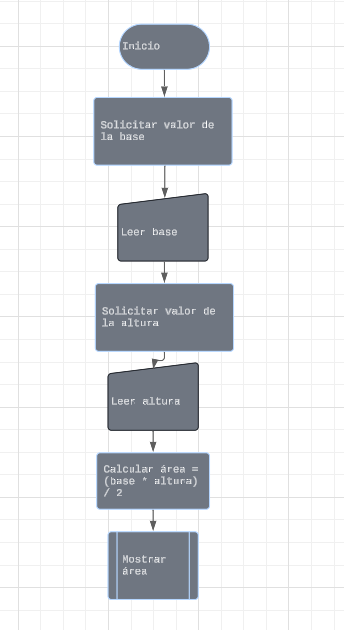 Inicio
Solicitar valor de
la base
Leer base
Solicitar valor de
la altura
Leer altura
Calcular área =
(base * altura)
/ 2
Mostrar
área